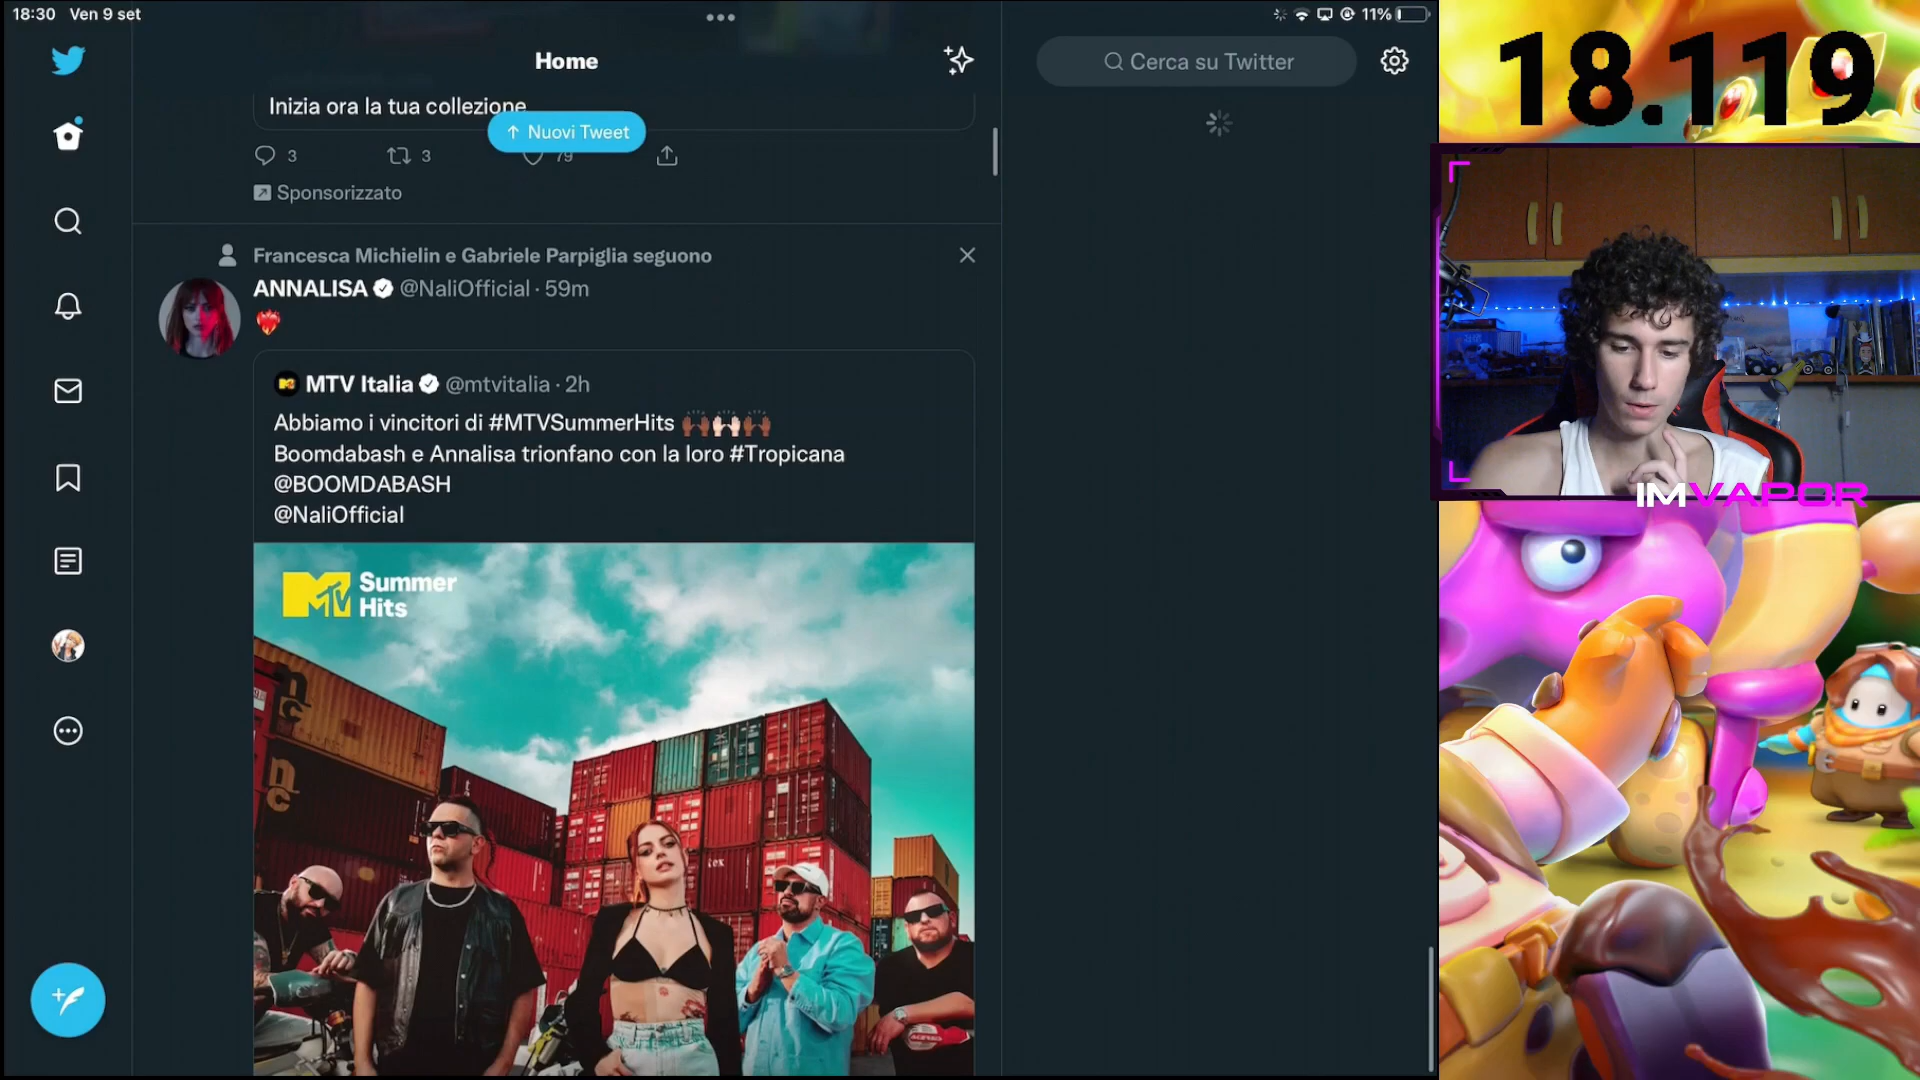 18:30 Ven 9 set
11%
Home
Cerca su Twitter
Inizia ora la tua collezione
↑ Nuovi Tweet
3
3
79
Sponsorizzato
Francesca Michielin e Gabriele Parpiglia seguono
ANNALISA @NaliOfficial · 59m
❤️‍🔥
MTV Italia @mtvitalia · 2h
Abbiamo i vincitori di #MTVSummerHits 🙌🏾🙌🏻🙌🏾
Boomdabash e Annalisa trionfano con la loro #Tropicana
@BOOMDABASH
@NaliOfficial
MTV Summer
Hits
18.119
IMVAPOR